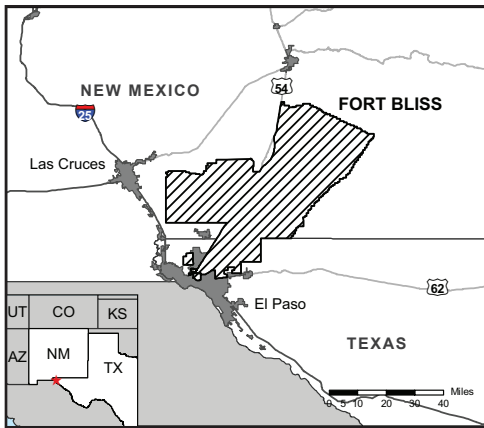 NEW MEXICO
54
FORT BLISS
25
Las Cruces
62
El Paso
TEXAS
UT
CO
KS
AZ
NM
TX
Miles
0 5 10 20 30 40